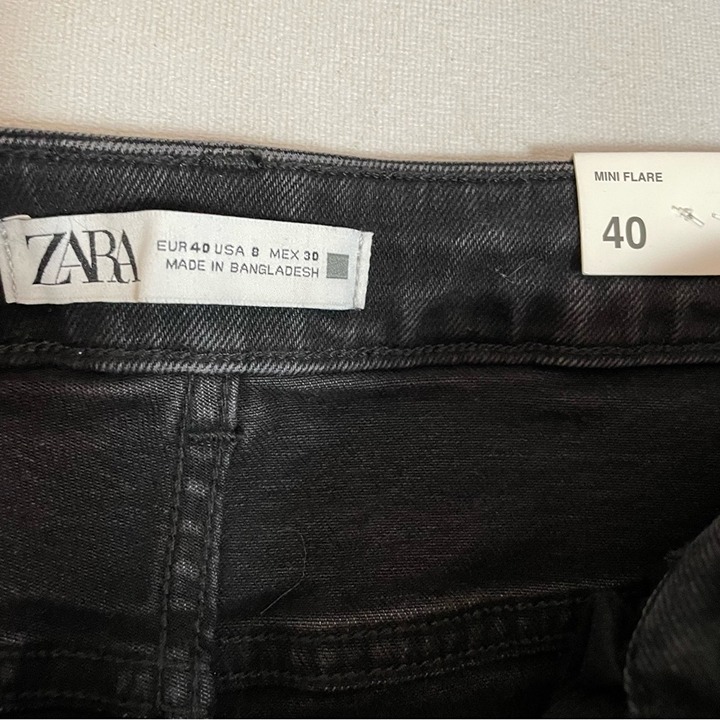 ZARA
EUR 40 USA 8 MEX 30
MADE IN BANGLADESH
MINI FLARE
40